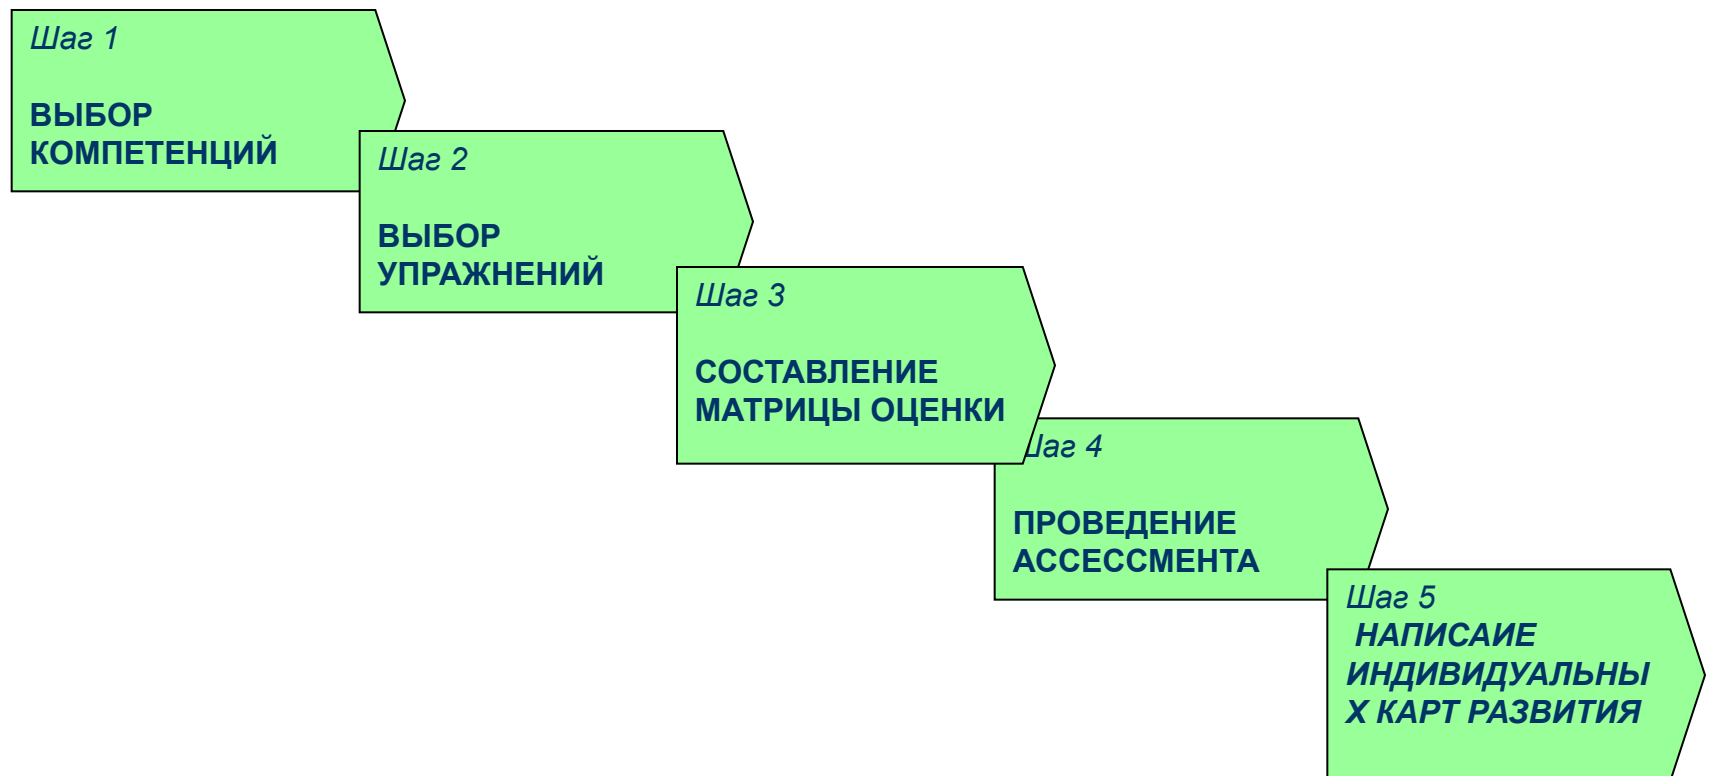 Шаг 1
ВЫБОР
КОМПЕТЕНЦИЙ
Шаг 2
ВЫБОР
УПРАЖНЕНИЙ
Шаг 3
СОСТАВЛЕНИЕ
МАТРИЦЫ ОЦЕНКИ
Шаг 4
ПРОВЕДЕНИЕ
АССЕССМЕНТА
Шаг 5
НАПИСАИЕ
ИНДИВИДУАЛЬНЫ
Х КАРТ РАЗВИТИЯ